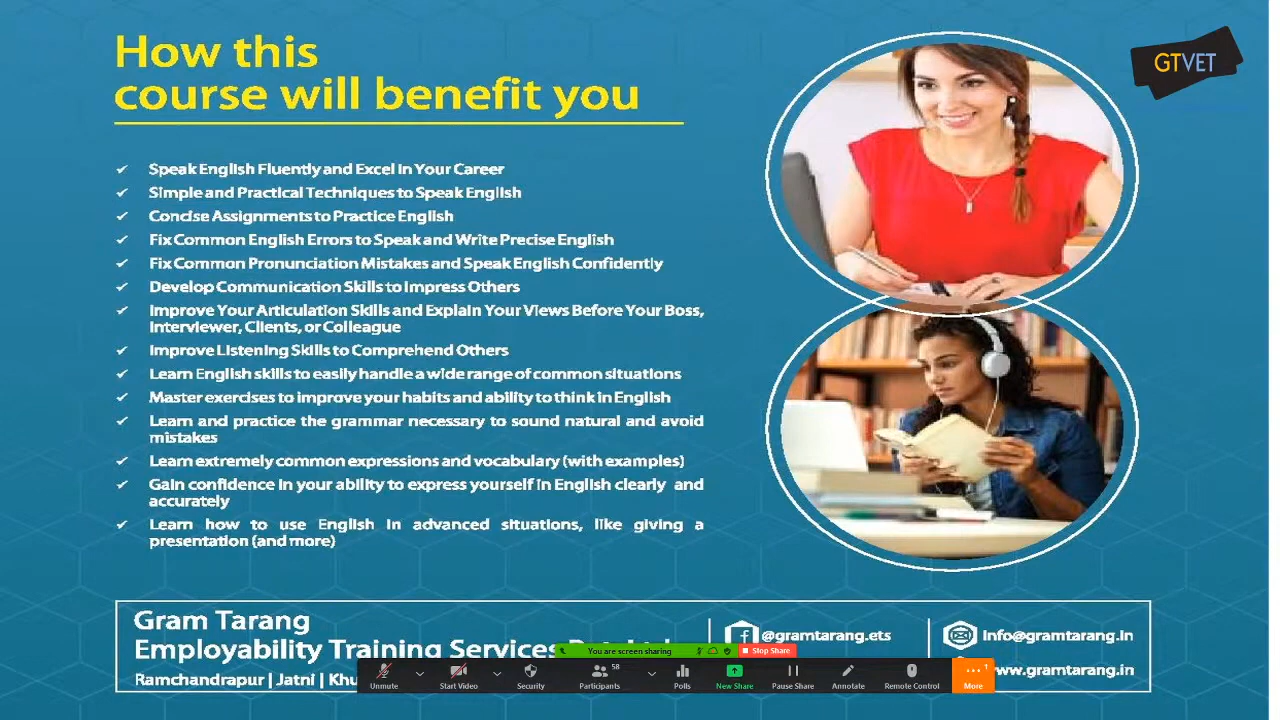 How this
course will benefit you
GTVET
Speak English Fluently and Excel in Your Career
Simple and Practical Techniques to Speak English
Concise Assignments to Practice English
Fix Common English Errors to Speak and Write Precise English
Fix Common Pronunciation Mistakes and Speak English Confidently
Develop Communication Skills to Impress Others
Improve Your Articulation Skills and Explain Your Views Before Your Boss,
Interviewer, Clients, or Colleague
Improve Listening Skills to Comprehend Others
Learn English skills to easily handle a wide range of common situations
Master exercises to improve your habits and ability to think in English
Learn and practice the grammar necessary to sound natural and avoid
mistakes
Learn extremely common expressions and vocabulary (with examples)
Gain confidence in your ability to express yourself in English clearly and
accurately
Learn how to use English in advanced situations, like giving a
presentation (and more)
Gram Tarang
Employability Training Services
Ramchandrapur | Jatni |
@gramtarang.ets
Info@gramtarang.in
www.gramtarang.in
You are screen sharing
Stop Share
58
1
Unmute
Start Video
Security
Participants
Polls
New Share
Pause Share
Annotate
Remote Control
More